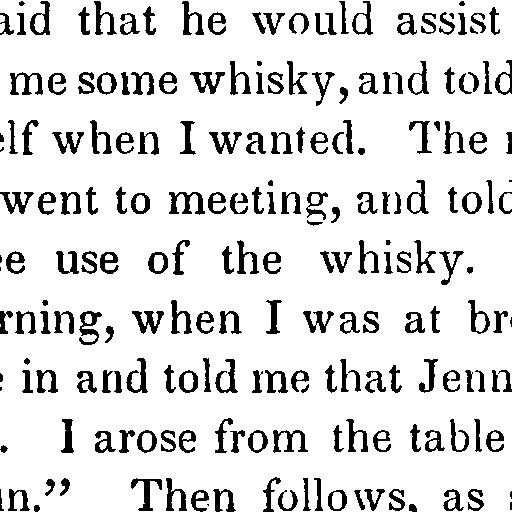 aid that he would assist
me some whisky, and told
elf when I wanted. The
went to meeting, and told
ee use of the whisky.
rning, when I was at br
in and told me that Jenn
. I arose from the table
un.” Then follows, as